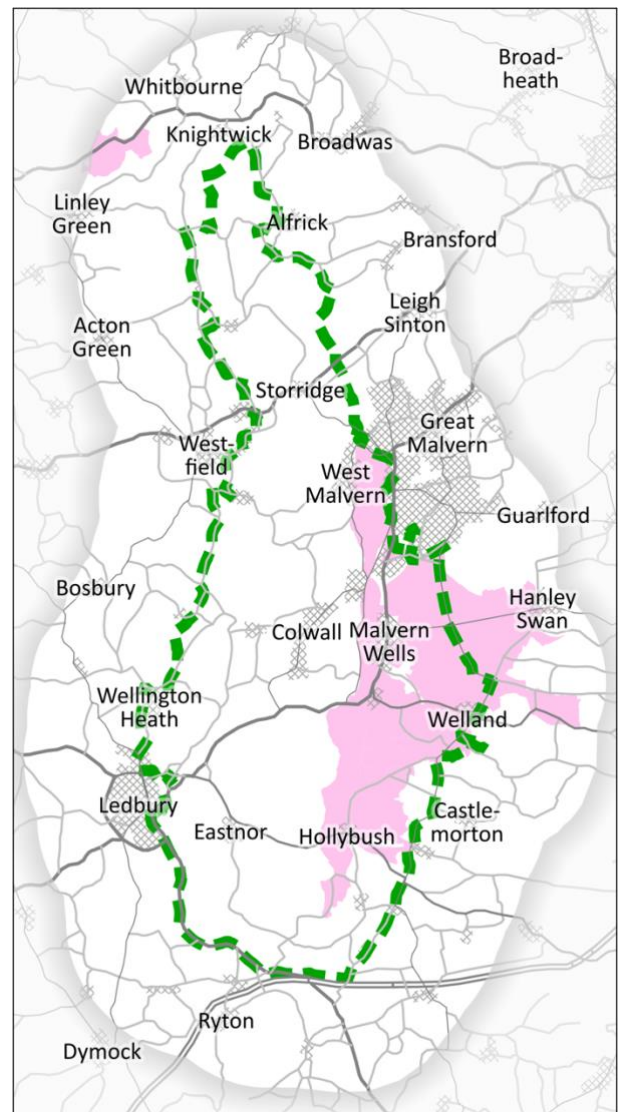 Broad-
heath
Whitbourne
Knightwick
Broadwas
Linley
Green
Alfrick
Bransford
Leigh
Sinton
Acton
Green
Storridge
Great
Malvern
West-
field
West
Malvern
Guarlford
Bosbury
Hanley
Swan
Colwall
Malvern
Wells
Wellington
Heath
Welland
Ledbury
Eastnor
Hollybush
Castle-
morton
Ryton
Dymock